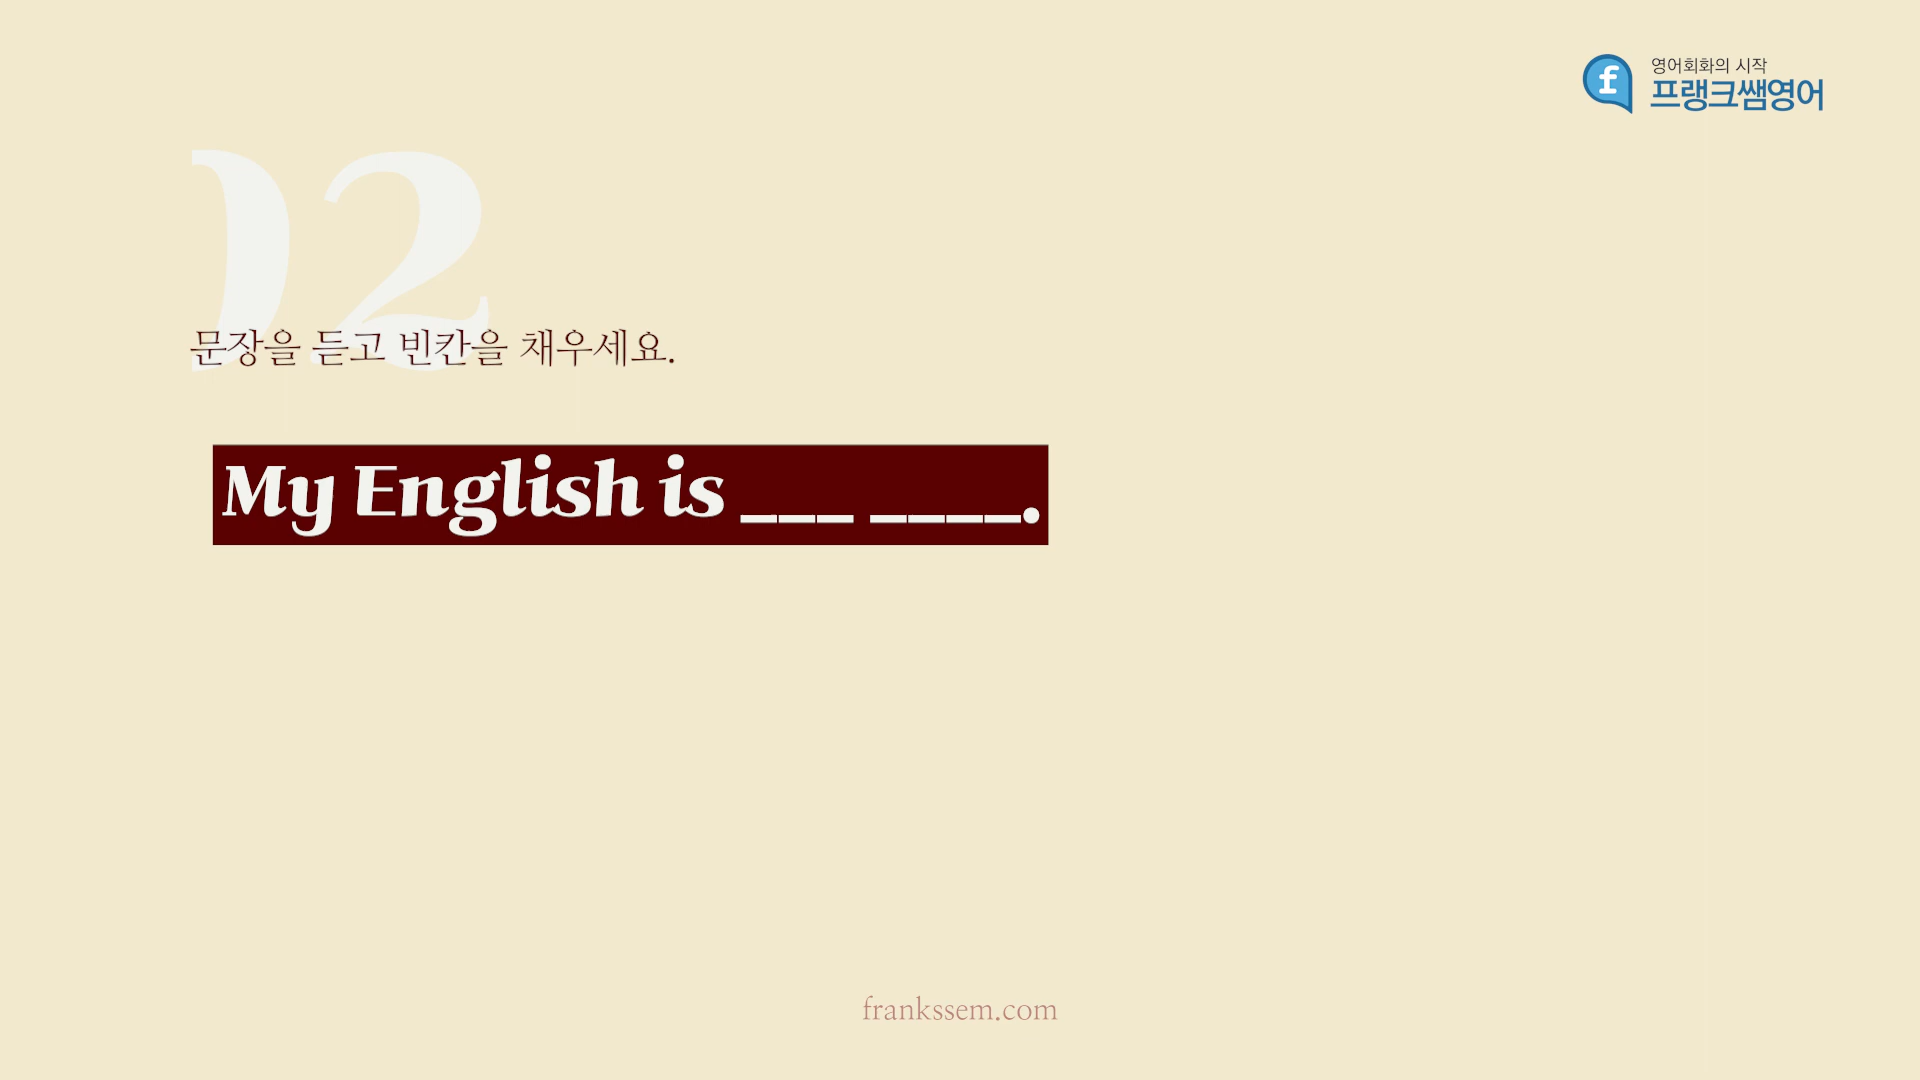 영어회화의 시작
프랭크쌤영어
02
문장을 듣고 빈칸을 채우세요.
My English is ___ ____.
frankssem.com